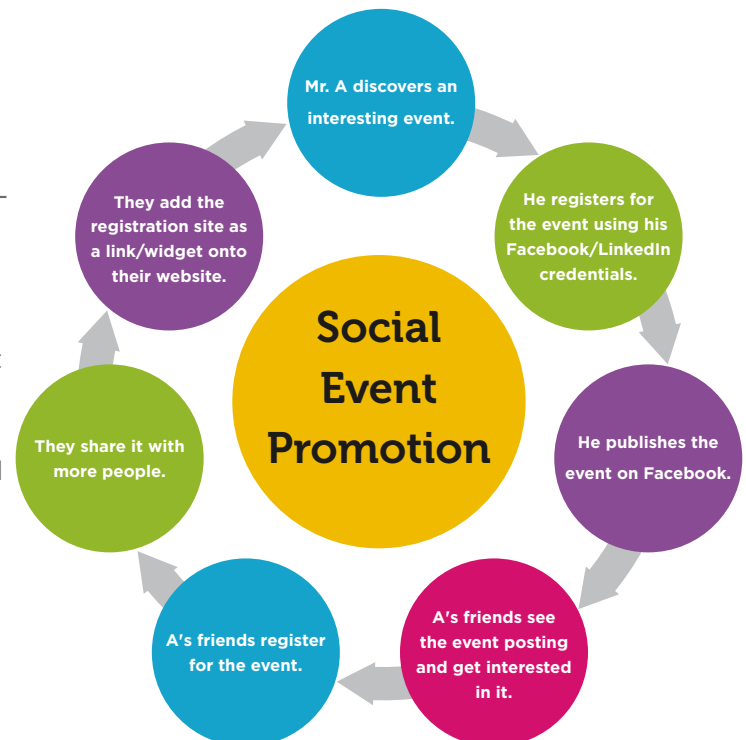 Mr. A discovers an
interesting event.
He registers for
the event using his
Facebook/LinkedIn
credentials.
He publishes the
event on Facebook.
A's friends see
the event posting
and get interested
in it.
A's friends register
for the event.
They share it with
more people.
They add the
registration site as
a link/widget onto
their website.
Social
Event
Promotion